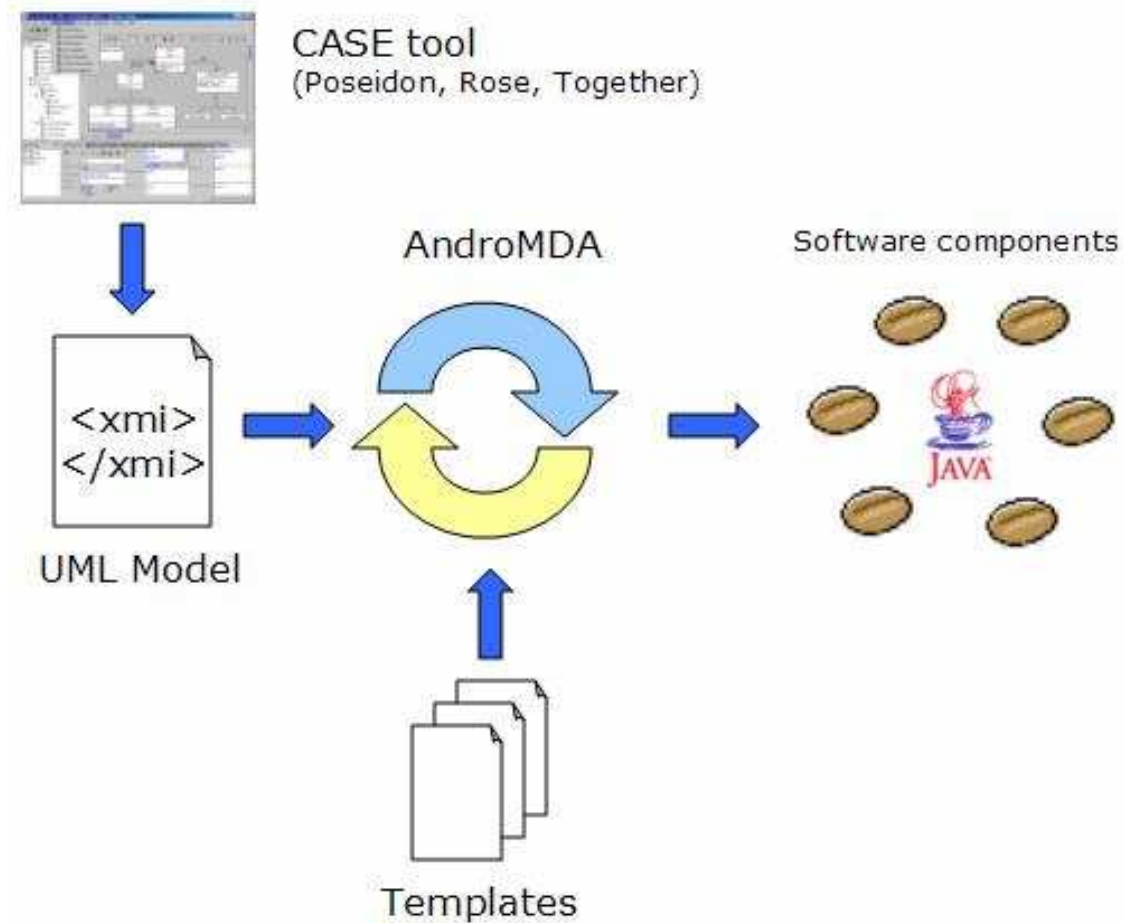 CASE tool
(Poseidon, Rose, Together)
AndroMDA
Software components
<xmi>
</xmi>
JAVA
UML Model
Templates